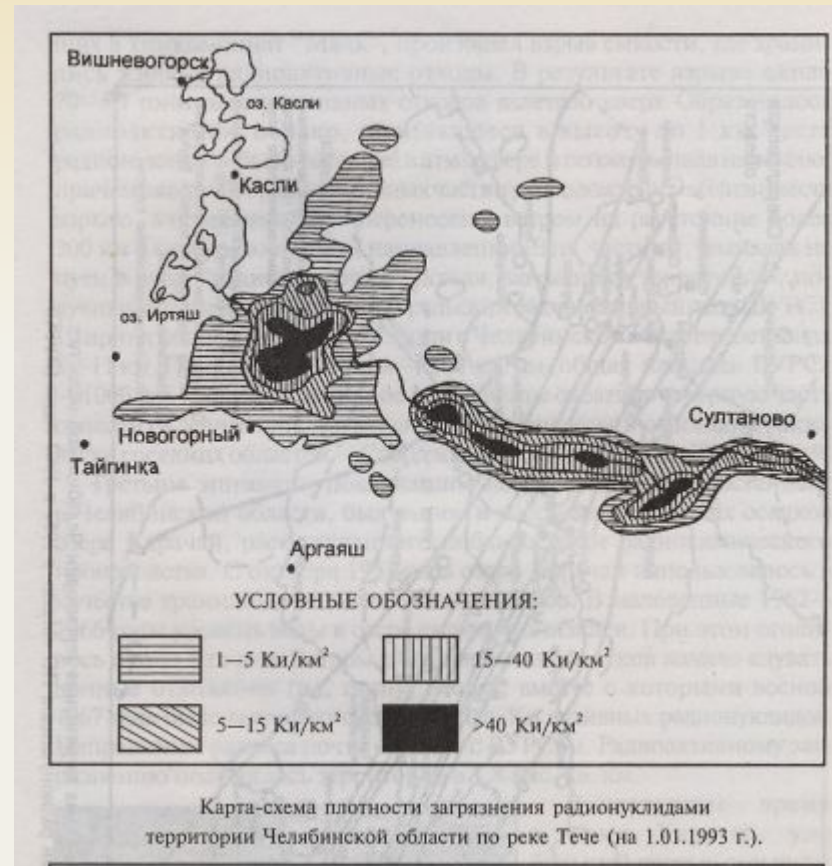 Вишневогорск
оз. Касли
Касли
оз. Иртяш
Новогорный
Тайгинка
Султаново
Аргаяш
УСЛОВНЫЕ ОБОЗНАЧЕНИЯ:
1—5 Ки/км²
15—40 Ки/км²
5—15 Ки/км²
>40 Ки/км²
Карта-схема плотности загрязнения радионуклидами
территории Челябинской области по реке Тече (на 1.01.1993 г.).